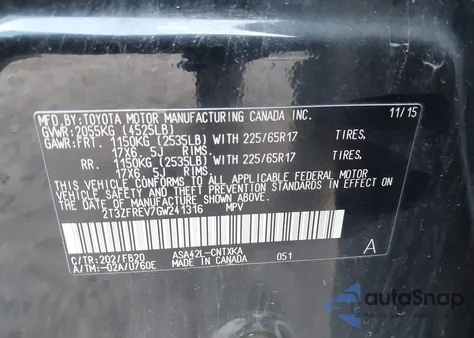 MFD.BY: TOYOTA MOTOR MANUFACTURING CANADA INC. 11/15
GVWR: 2055KG (4525LB)
GAWR: FRT. 1150KG (2535LB) WITH 225/65R17 TIRES,
17X6.5J RIMS
RR. 1150KG (2535LB) WITH 225/65R17 TIRES,
17X6.5J RIMS
THIS VEHICLE CONFORMS TO ALL APPLICABLE FEDERAL MOTOR
VEHICLE SAFETY AND THEFT PREVENTION STANDARDS IN EFFECT
ON THE DATE OF MANUFACTURE SHOWN ABOVE.
2T3ZFREV7GW241316 MPV
C/TR:202/FB20 ASA42L-CNTXKA A
A/TM:-02A/U760E MADE IN CANADA 051
autoSnap